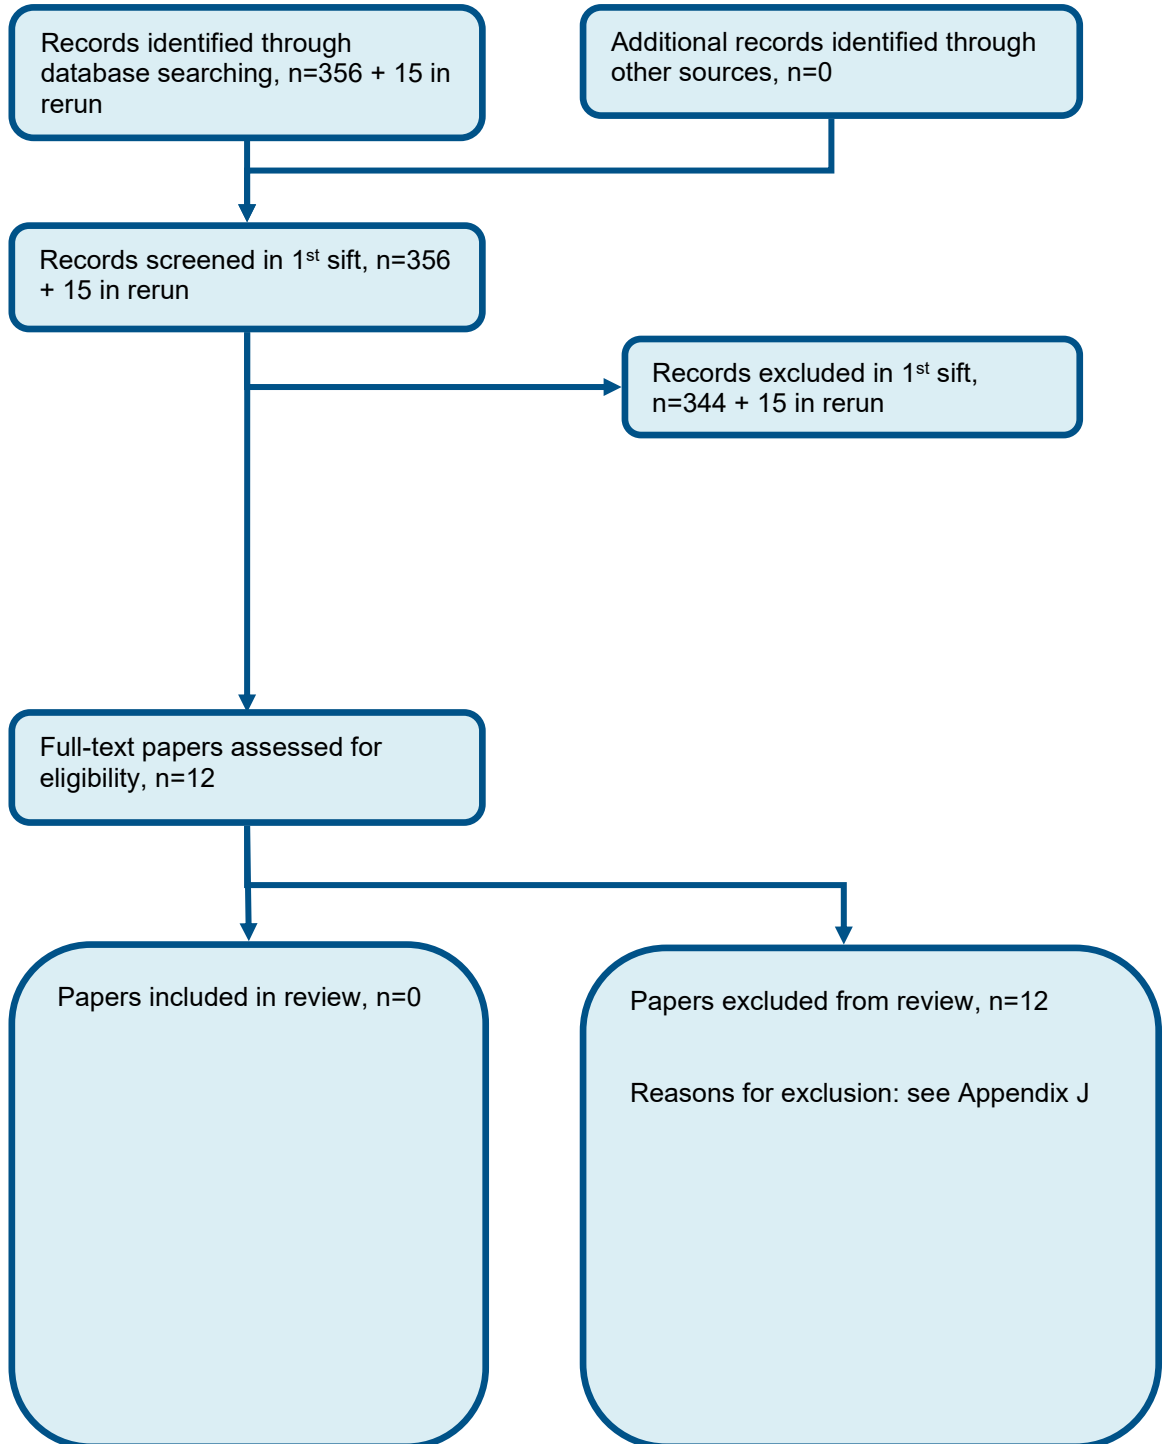 Records identified through
database searching, n=356 + 15 in
rerun
Additional records identified through
other sources, n=0
Records screened in 1st sift, n=356
+ 15 in rerun
Records excluded in 1st sift,
n=344 + 15 in rerun
Full-text papers assessed for
eligibility, n=12
Papers included in review, n=0
Papers excluded from review, n=12
Reasons for exclusion: see Appendix J